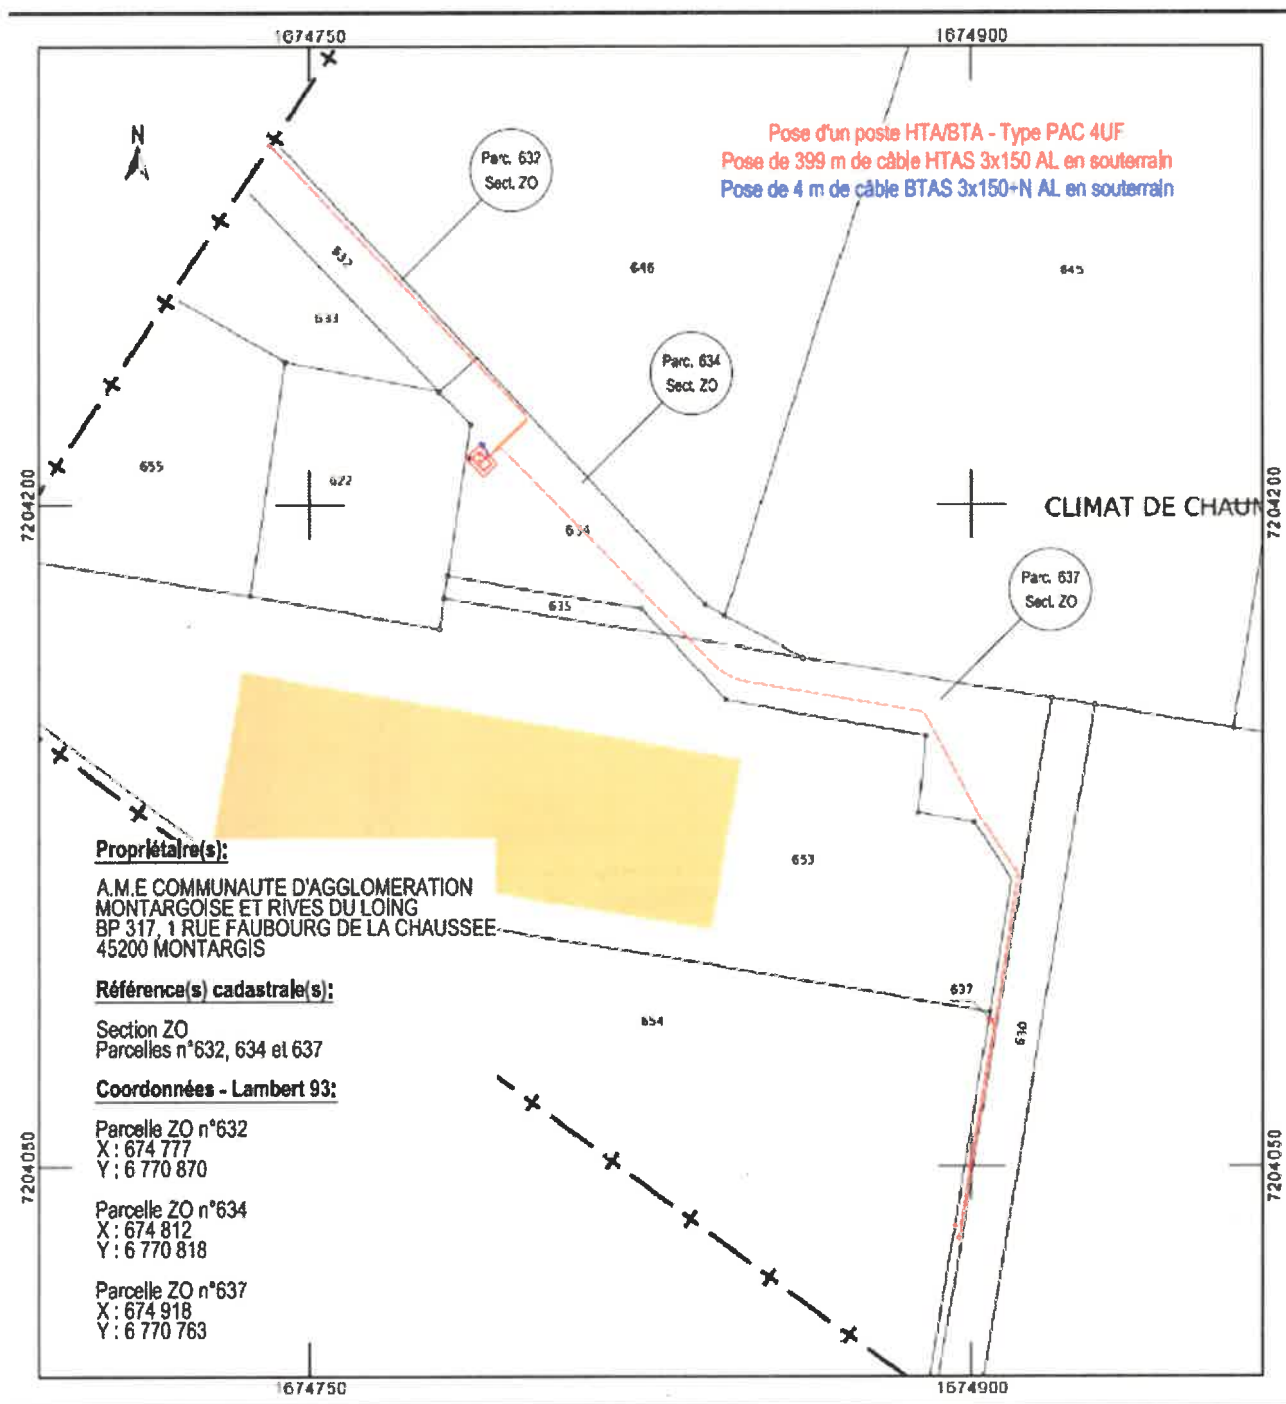 1674750
1674900
N
Parc. 632
Sect. ZO
Pose d'un poste HTA/BTA - Type PAC 4UF
Pose de 399 m de câble HTAS 3x150 AL en souterrain
Pose de 4 m de câble BTAS 3x150+N AL en souterrain
632
646
645
633
Parc. 634
Sect. ZO
655
622
7204200
7204200
CLIMAT DE CHAUM
634
Parc. 637
Sect. ZO
635
Propriétaire(s):
A.M.E COMMUNAUTE D'AGGLOMERATION
MONTARGOISE ET RIVES DU LOING
BP 317, 1 RUE FAUBOURG DE LA CHAUSSEE
45200 MONTARGIS
653
Référence(s) cadastrale(s):
Section ZO
Parcelles n°632, 634 et 637
637
654
630
Coordonnées - Lambert 93:
Parcelle ZO n°632
X : 674 777
Y : 6 770 870
7204050
7204050
Parcelle ZO n°634
X : 674 812
Y : 6 770 818
Parcelle ZO n°637
X : 674 918
Y : 6 770 763
1674750
1674900